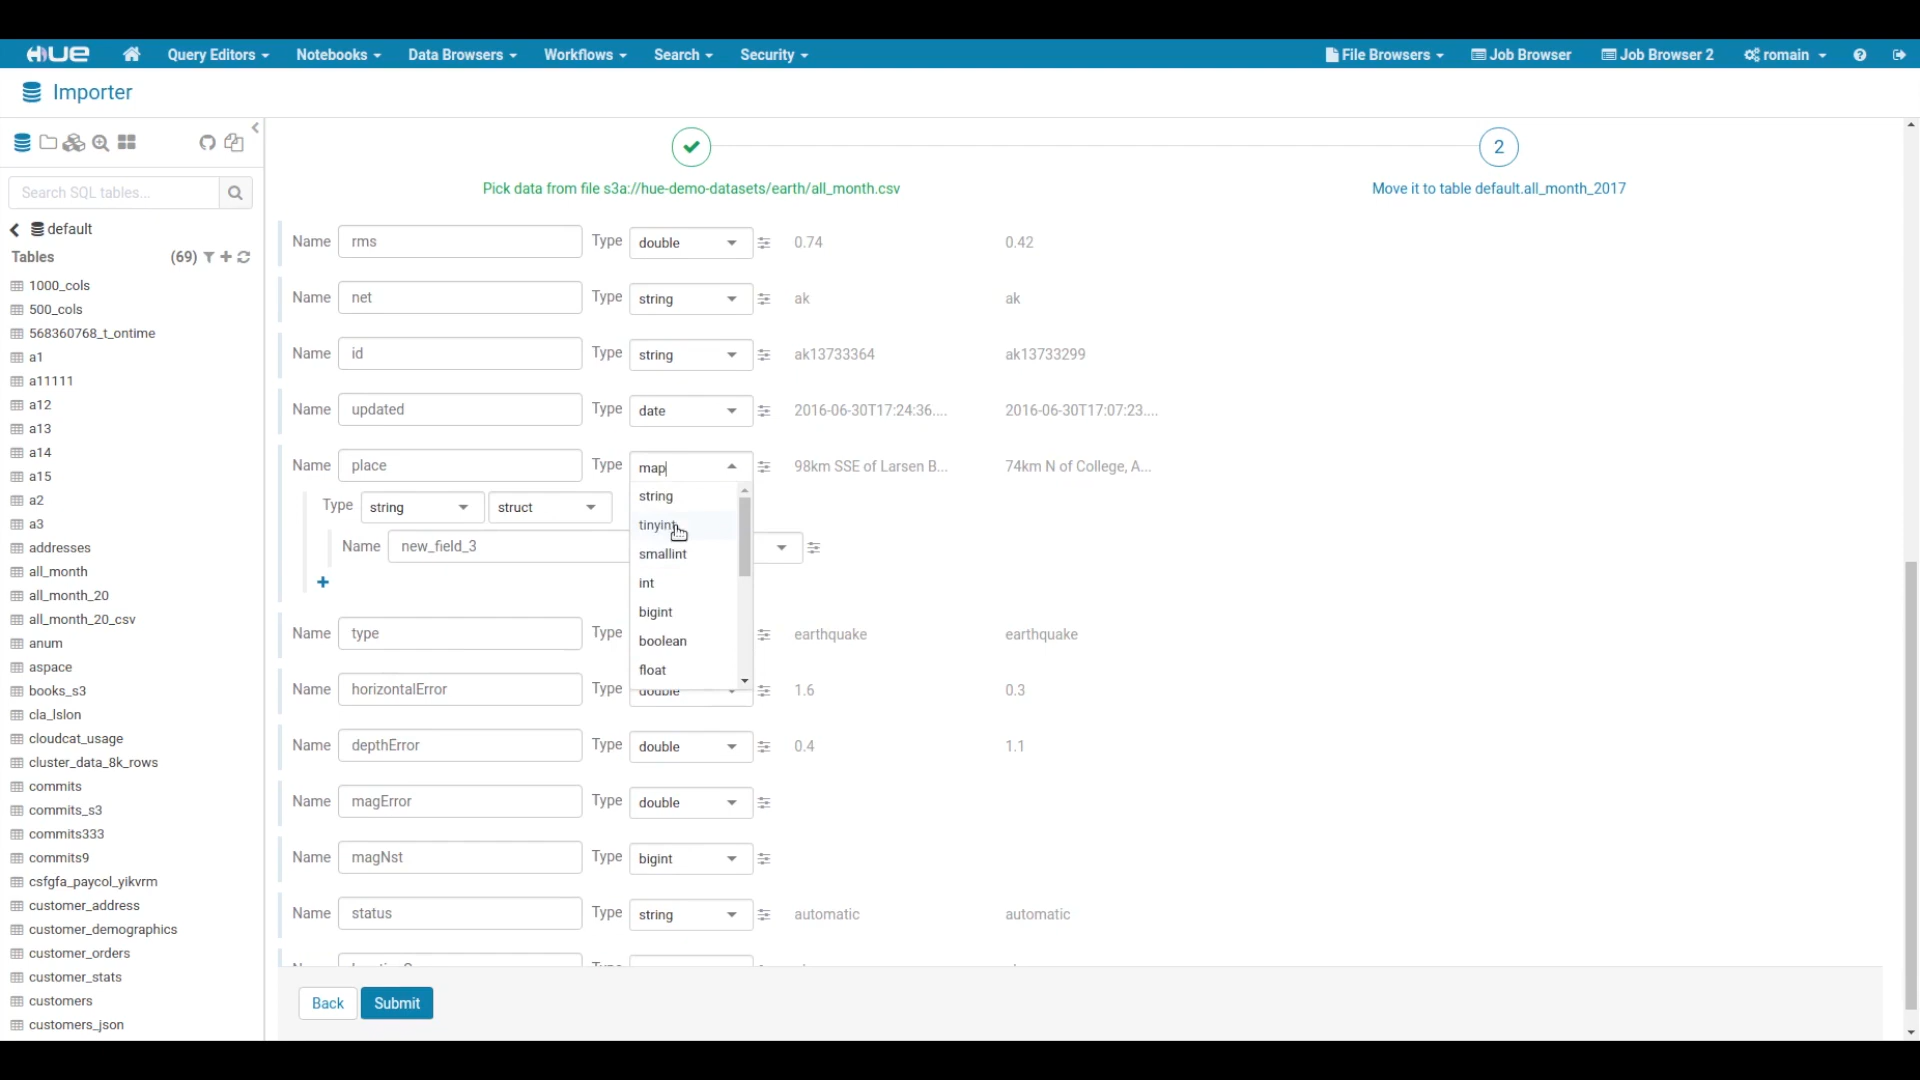 HUE Query Editors Notebooks Data Browsers Workflows Search Security File Browsers Job Browser Job Browser 2 romain
Importer
2
Pick data from file s3a://hue-demo-datasets/earth/all_month.csv Move it to table default.all_month_2017
Search SQL tables...
default
Tables (69)
1000_cols
500_cols
568360768_t_ontime
a1
a11111
a12
a13
a14
a15
a2
a3
addresses
all_month
all_month_20
all_month_20_csv
anum
aspace
books_s3
cla_lslon
cloudcat_usage
cluster_data_8k_rows
commits
commits_s3
commits333
commits9
csfgfa_paycol_yikvrm
customer_address
customer_demographics
customer_orders
customer_stats
customers
customers_json
Name rms Type double 0.74 0.42
Name net Type string ak ak
Name id Type string ak13733364 ak13733299
Name updated Type date 2016-06-30T17:24:36.... 2016-06-30T17:07:23....
Name place Type map 98km SSE of Larsen B... 74km N of College, A...
Type string struct
Name new_field_3
string
tinyint
smallint
int
bigint
boolean
float
Name type Type earthquake earthquake
Name horizontalError Type double 1.6 0.3
Name depthError Type double 0.4 1.1
Name magError Type double
Name magNst Type bigint
Name status Type string automatic automatic
Back Submit